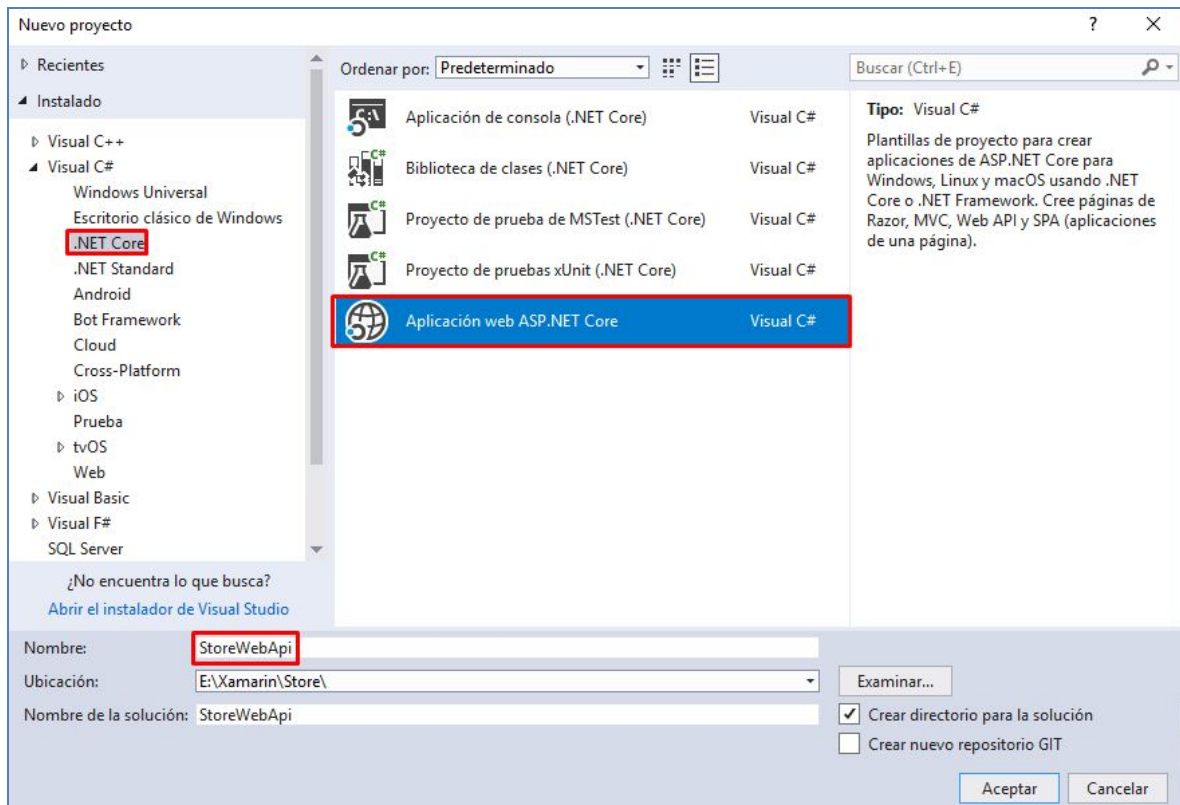 Nuevo proyecto
?
Recientes
Instalado
Visual C++
Visual C#
Windows Universal
Escritorio clásico de Windows
.NET Core
.NET Standard
Android
Bot Framework
Cloud
Cross-Platform
iOS
Prueba
tvOS
Web
Visual Basic
Visual F#
SQL Server
¿No encuentra lo que busca?
Abrir el instalador de Visual Studio
Ordenar por: Predeterminado
Aplicación de consola (.NET Core) Visual C#
Biblioteca de clases (.NET Core) Visual C#
Proyecto de prueba de MSTest (.NET Core) Visual C#
Proyecto de pruebas xUnit (.NET Core) Visual C#
Aplicación web ASP.NET Core Visual C#
Buscar (Ctrl+E)
Tipo: Visual C#
Plantillas de proyecto para crear
aplicaciones de ASP.NET Core para
Windows, Linux y macOS usando .NET
Core o .NET Framework. Cree páginas de
Razor, MVC, Web API y SPA (aplicaciones
de una página).
Nombre: StoreWebApi
Ubicación: E:\Xamarin\Store\
Examinar...
Nombre de la solución: StoreWebApi
Crear directorio para la solución
Crear nuevo repositorio GIT
Aceptar Cancelar